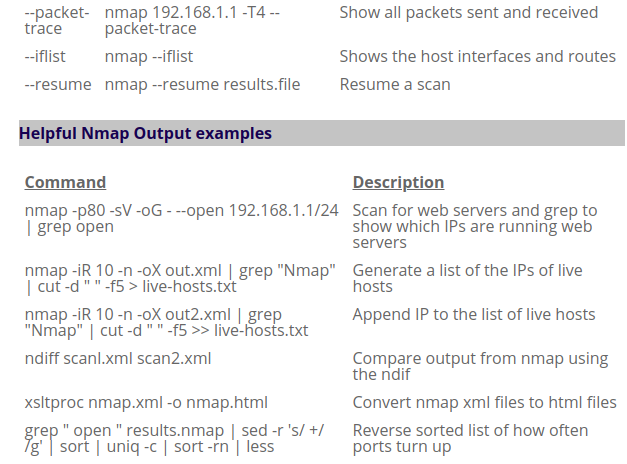 --packet-trace nmap 192.168.1.1 -T4 --packet-trace Show all packets sent and received
--iflist nmap --iflist Shows the host interfaces and routes
--resume nmap --resume results.file Resume a scan
Helpful Nmap Output examples
Command Description
nmap -p80 -sV -oG - --open 192.168.1.1/24
| grep open
Scan for web servers and grep to
show which IPs are running web
servers
nmap -iR 10 -n -oX out.xml | grep "Nmap"
| cut -d " " -f5 > live-hosts.txt
Generate a list of the IPs of live
hosts
nmap -iR 10 -n -oX out2.xml | grep
"Nmap" | cut -d " " -f5 >> live-hosts.txt
Append IP to the list of live hosts
ndiff scanl.xml scan2.xml
Compare output from nmap using
the ndif
xsltproc nmap.xml -o nmap.html
Convert nmap xml files to html files
grep " open " results.nmap | sed -r 's/ +/
/g' | sort | uniq -c | sort -rn | less
Reverse sorted list of how often
ports turn up